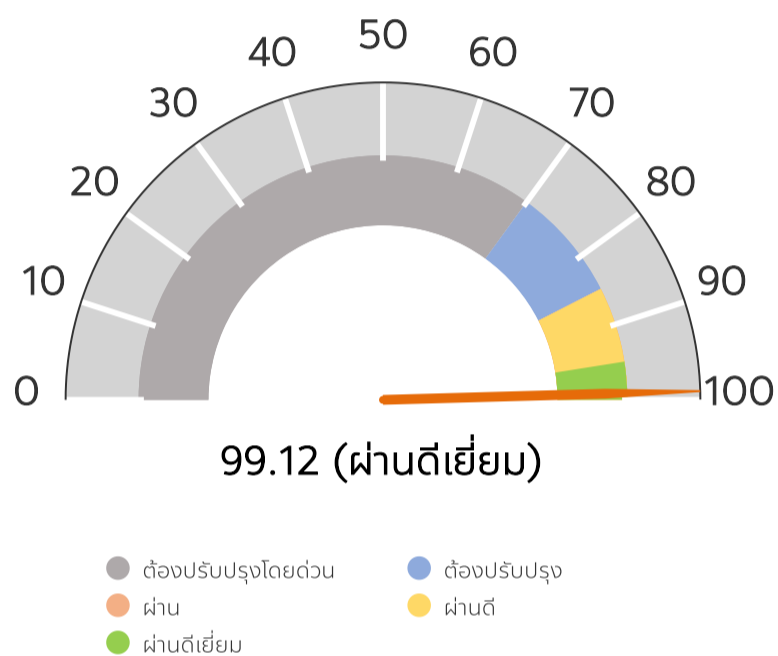 50
40
60
30
70
20
80
10
90
0
100
99.12 (ผ่านดีเยี่ยม)
ต้องปรับปรุงโดยด่วน
ต้องปรับปรุง
ผ่าน
ผ่านดี
ผ่านดีเยี่ยม